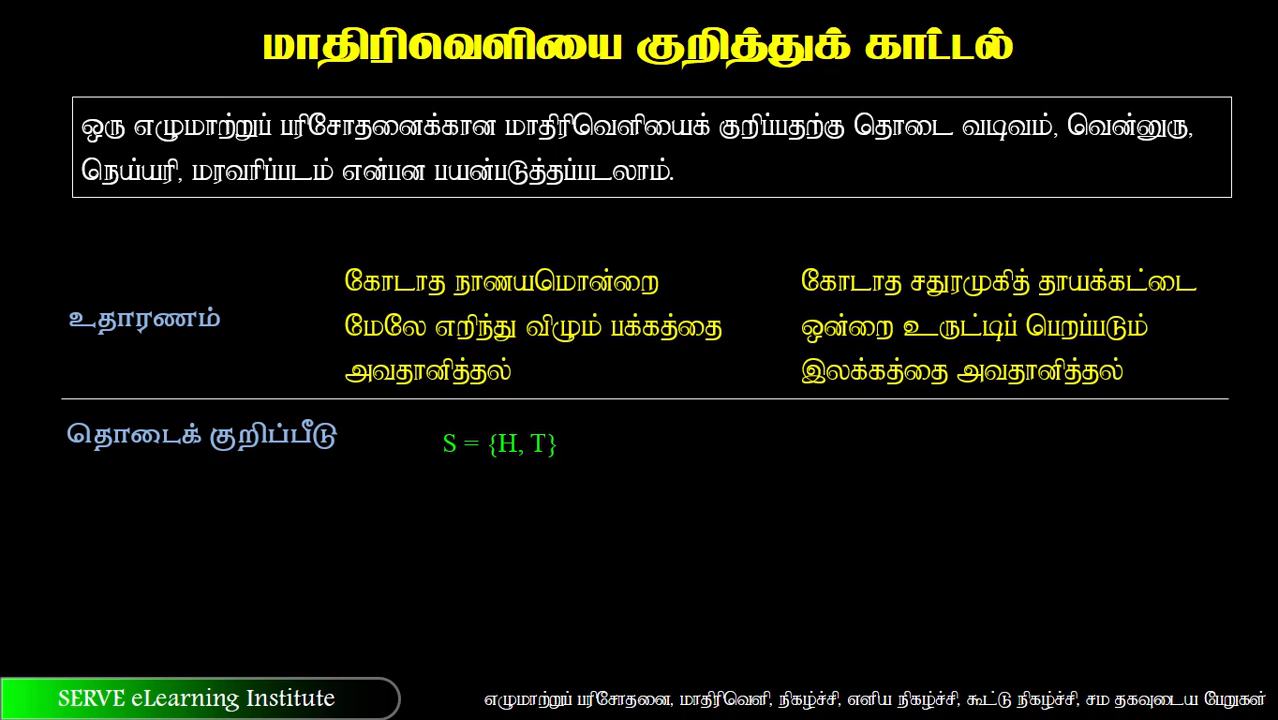 மாதிரிவெளியை குறித்துக் காட்டல்
ஒரு எழுமாற்றுப் பரிசோதனைக்கான மாதிரிவெளியைக் குறிப்பதற்கு தொடை வடிவம், வென்னுரு,
நெய்யரி, மரவரிப்படம் என்பன பயன்படுத்தப்படலாம்.
உதாரணம்
கோடாத நாணயமொன்றை
மேலே எறிந்து விழும் பக்கத்தை
அவதானித்தல்
கோடாத சதுரமுகித் தாயக்கட்டை
ஒன்றை உருட்டிப் பெறப்படும்
இலக்கத்தை அவதானித்தல்
தொடைக் குறிப்பீடு
S = {H, T}
SERVE eLearning Institute
எழுமாற்றுப் பரிசோதனை, மாதிரிவெளி, நிகழ்ச்சி, எளிய நிகழ்ச்சி, கூட்டு நிகழ்ச்சி, சம தகவுடைய பேறுகள்